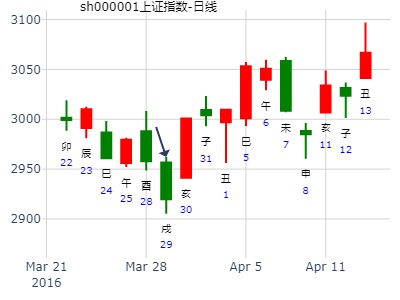 sh000001上证指数-日线
3100
3050
3000
2950
2900
卯
22
辰
23
巳
24
午
25
酉
28
戌
29
亥
30
子
31
丑
1
巳
5
午
6
未
7
申
8
亥
11
子
12
丑
13
Mar 21
2016
Mar 28
Apr 5
Apr 11